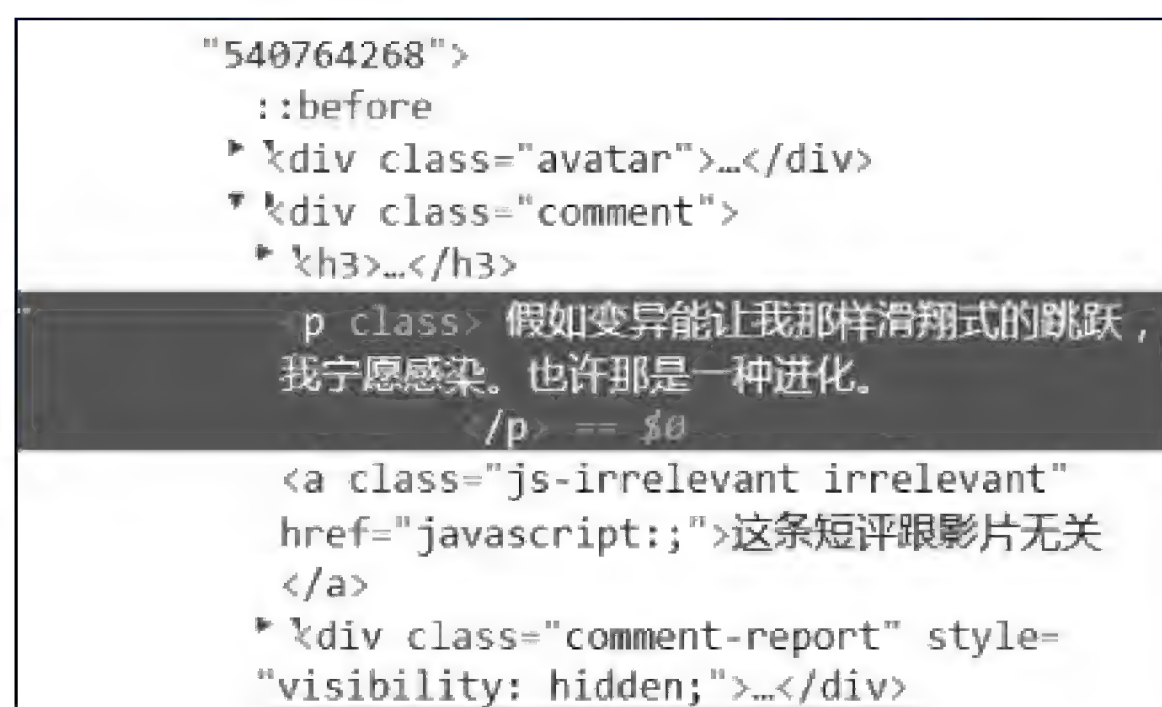 "540764268">
::before
<div class="avatar">…</div>
<div class="comment">
<h3>…</h3>
<p class> 假如变异能让我那样滑翔式的跳跃，
我宁愿感染。也许那是一种进化。
</p> == $0
<a class="js-irrelevant irrelevant"
href="javascript:;">这条短评跟影片无关
</a>
<div class="comment-report" style=
"visibility: hidden;">…</div>